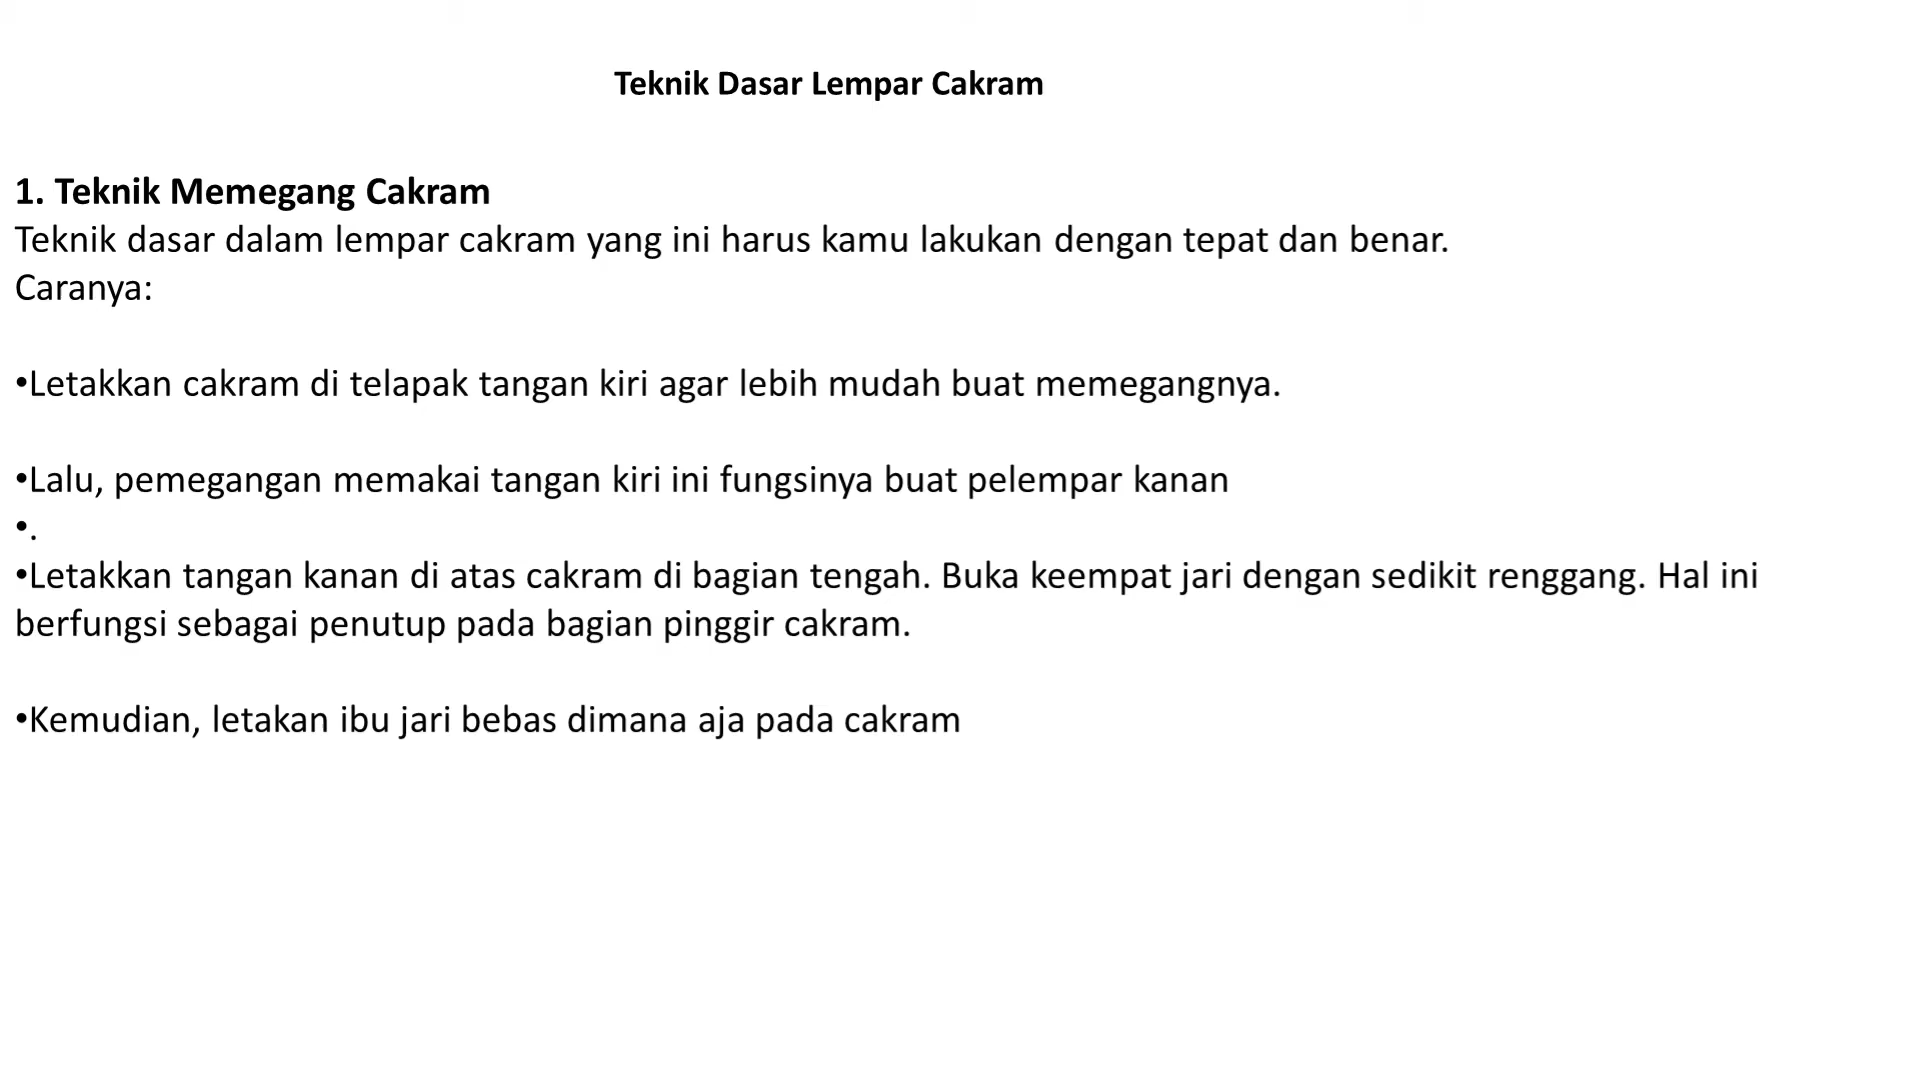 Teknik Dasar Lempar Cakram
1. Teknik Memegang Cakram
Teknik dasar dalam lempar cakram yang ini harus kamu lakukan dengan tepat dan benar.
Caranya:
•Letakkan cakram di telapak tangan kiri agar lebih mudah buat memegangnya.
•Lalu, pemegangan memakai tangan kiri ini fungsinya buat pelempar kanan
•.
•Letakkan tangan kanan di atas cakram di bagian tengah. Buka keempat jari dengan sedikit renggang. Hal ini
berfungsi sebagai penutup pada bagian pinggir cakram.
•Kemudian, letakan ibu jari bebas dimana aja pada cakram